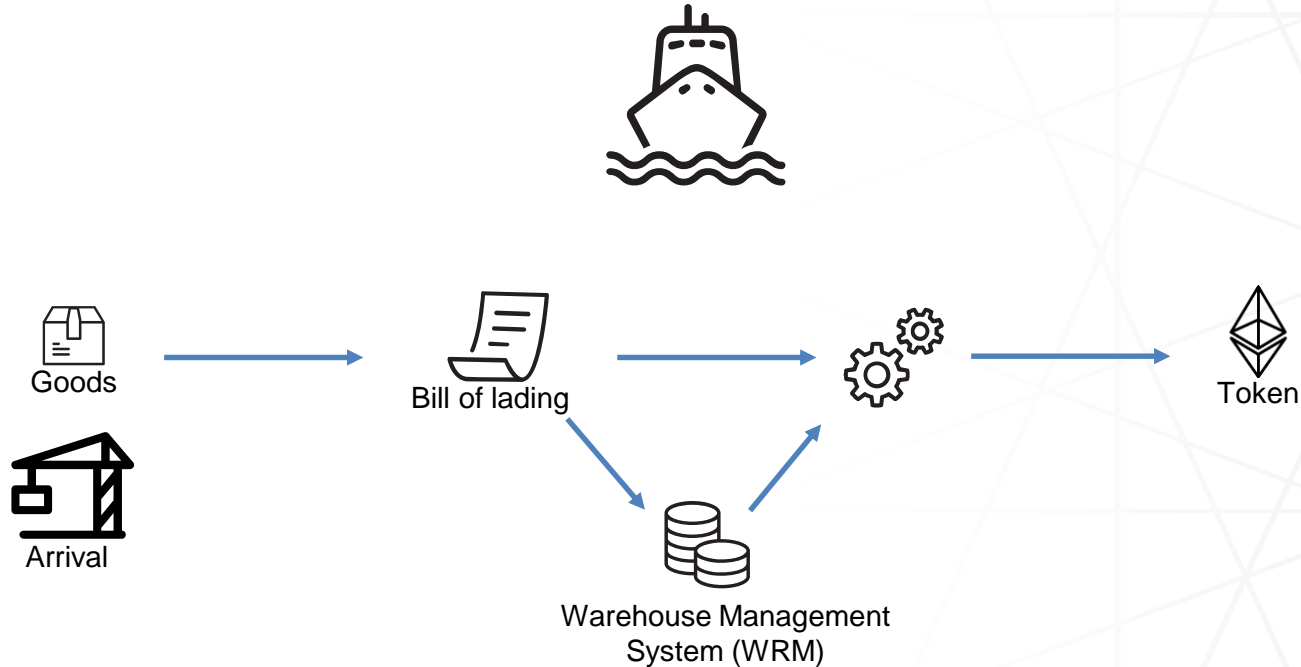 Goods
Bill of lading
Token
Arrival
Warehouse Management
System (WRM)